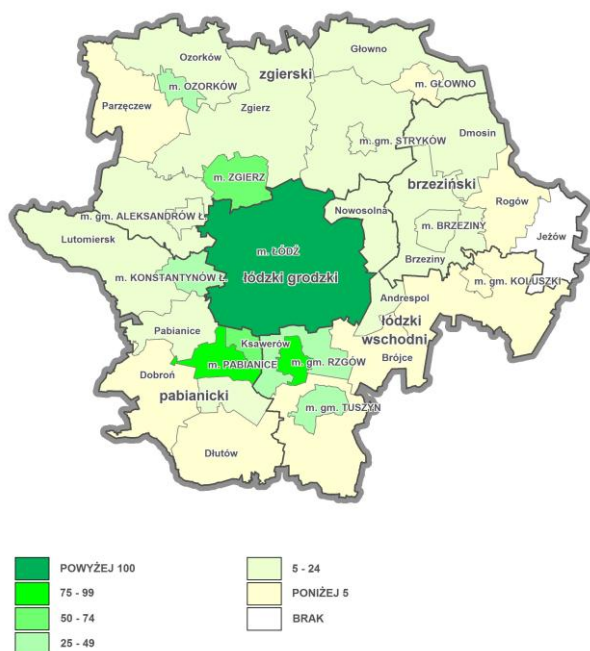 Ozorków
Głowno
zgierski
m. OZORKÓW
m. GŁOWNO
Parzęczew
Zgierz
Dmosin
m. gm. STRYKÓW
m. ZGIERZ
brzeziński
Rogów
m. gm. ALEKSANDRÓW Ł.
Nowosolna
m. BRZEZINY
Lutomiersk
Jeżów
m. ŁÓDŹ
Brzeziny
m. KONSTANTYNÓW Ł.
łódzki grodzki
m. gm. KOLUSZKI
Andrespol
Pabianice
łódzki
wschodni
Ksawerów
m. PABIANICE
m. gm. RZGÓW
Brójce
Dobroń
pabianicki
m. gm. TUSZYN
Dłutów
POWYŻEJ 100
5 - 24
75 - 99
PONIŻEJ 5
50 - 74
BRAK
25 - 49